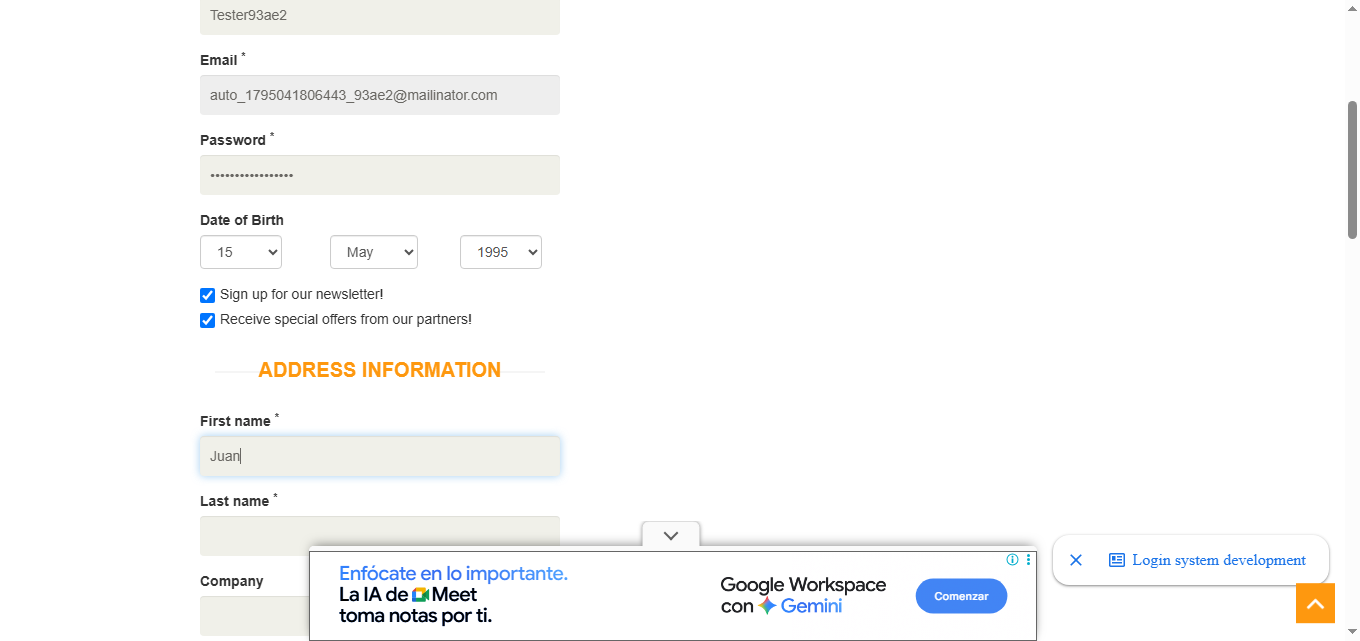 Tester93ae2
Email *
auto_1795041806443_93ae2@mailinator.com
Password *
•••••••••••••••••
Date of Birth
15 May 1995
Sign up for our newsletter!
Receive special offers from our partners!
ADDRESS INFORMATION
First name *
Juan
Last name *
Company
Enfócate en lo importante.
La IA de Meet
toma notas por ti.
Google Workspace
con Gemini
Comenzar
Login system development